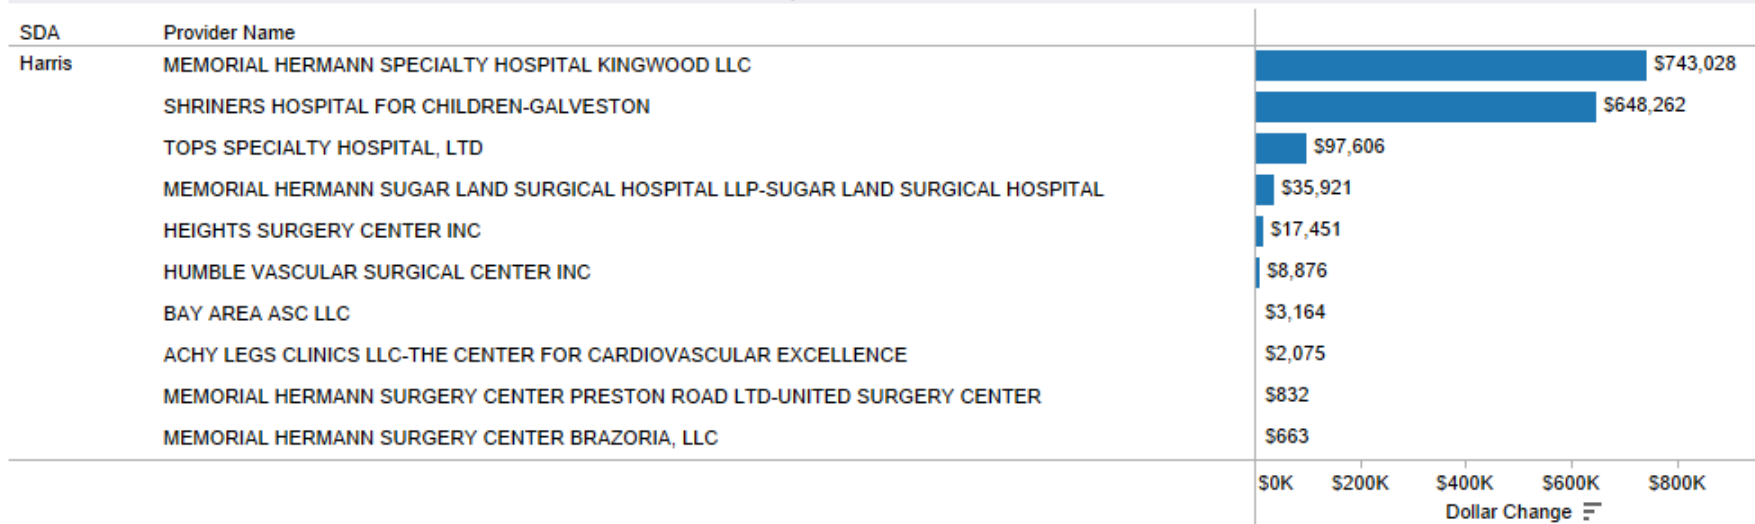 SDA Provider Name
Harris MEMORIAL HERMANN SPECIALTY HOSPITAL KINGWOOD LLC $743,028
SHRINERS HOSPITAL FOR CHILDREN-GALVESTON $648,262
TOPS SPECIALTY HOSPITAL, LTD $97,606
MEMORIAL HERMANN SUGAR LAND SURGICAL HOSPITAL LLP-SUGAR LAND SURGICAL HOSPITAL $35,921
HEIGHTS SURGERY CENTER INC $17,451
HUMBLE VASCULAR SURGICAL CENTER INC $8,876
BAY AREA ASC LLC $3,164
ACHY LEGS CLINICS LLC-THE CENTER FOR CARDIOVASCULAR EXCELLENCE $2,075
MEMORIAL HERMANN SURGERY CENTER PRESTON ROAD LTD-UNITED SURGERY CENTER $832
MEMORIAL HERMANN SURGERY CENTER BRAZORIA, LLC $663
$0K $200K $400K $600K $800K
Dollar Change